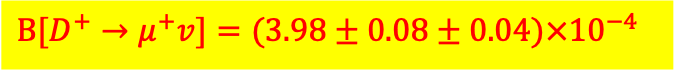 B[D⁺ → μ⁺ν] = (3.98 ± 0.08 ± 0.04)×10⁻⁴